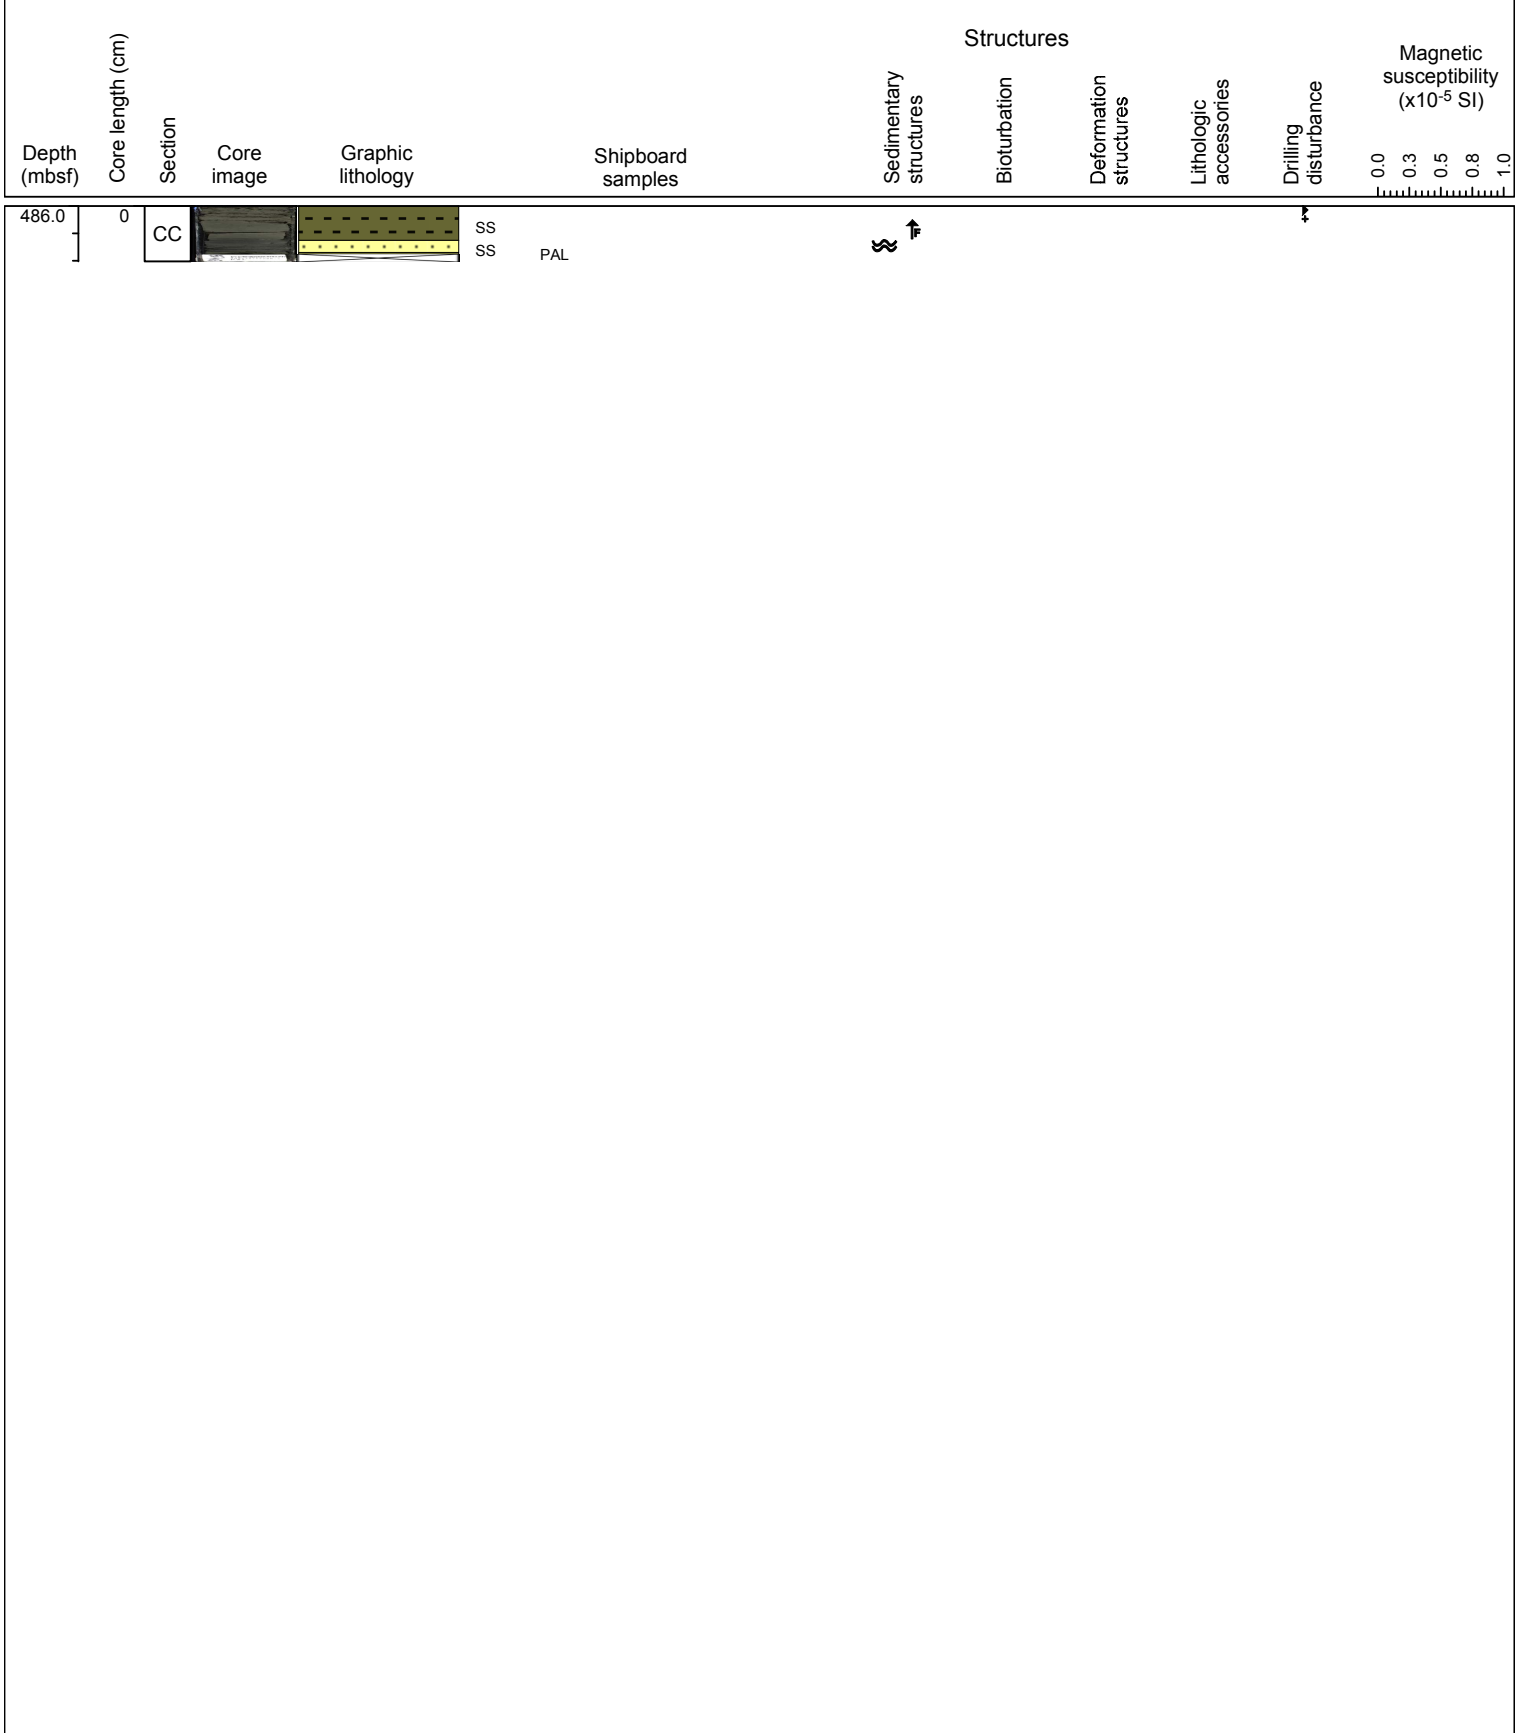 Structures
Depth
(mbsf)
Core length (cm)
Section
Core
image
Graphic
lithology
Shipboard
samples
Sedimentary
structures
Bioturbation
Deformation
structures
Lithologic
accessories
Drilling
disturbance
Magnetic
susceptibility
(x10-5 SI)
0.0 0.3 0.5 0.8 1.0
486.0 0
CC
SS
SS PAL
F